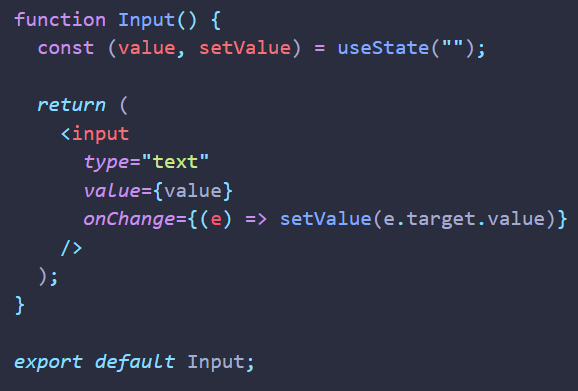 function Input() {
  const (value, setValue) = useState("");

  return (
    <input
      type="text"
      value={value}
      onChange={(e) => setValue(e.target.value)}
    />
  );
}

export default Input;